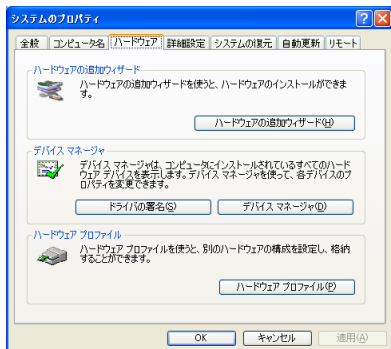 システムのプロパティ
全般 コンピュータ名 ハードウェア 詳細設定 システムの復元 自動更新 リモート
ハードウェアの追加ウィザード
ハードウェアの追加ウィザードを使うと、ハードウェアのインストールができま
す。
ハードウェアの追加ウィザード(H)
デバイス マネージャ
デバイス マネージャは、コンピュータにインストールされているすべてのハード
ウェア デバイスを表示します。デバイス マネージャを使って、各デバイスのプ
ロパティを変更できます。
ドライバの署名(S) デバイス マネージャ(D)
ハードウェア プロファイル
ハードウェア プロファイルを使うと、別のハードウェアの構成を設定し、格納
することができます。
ハードウェア プロファイル(P)
OK キャンセル 適用(A)